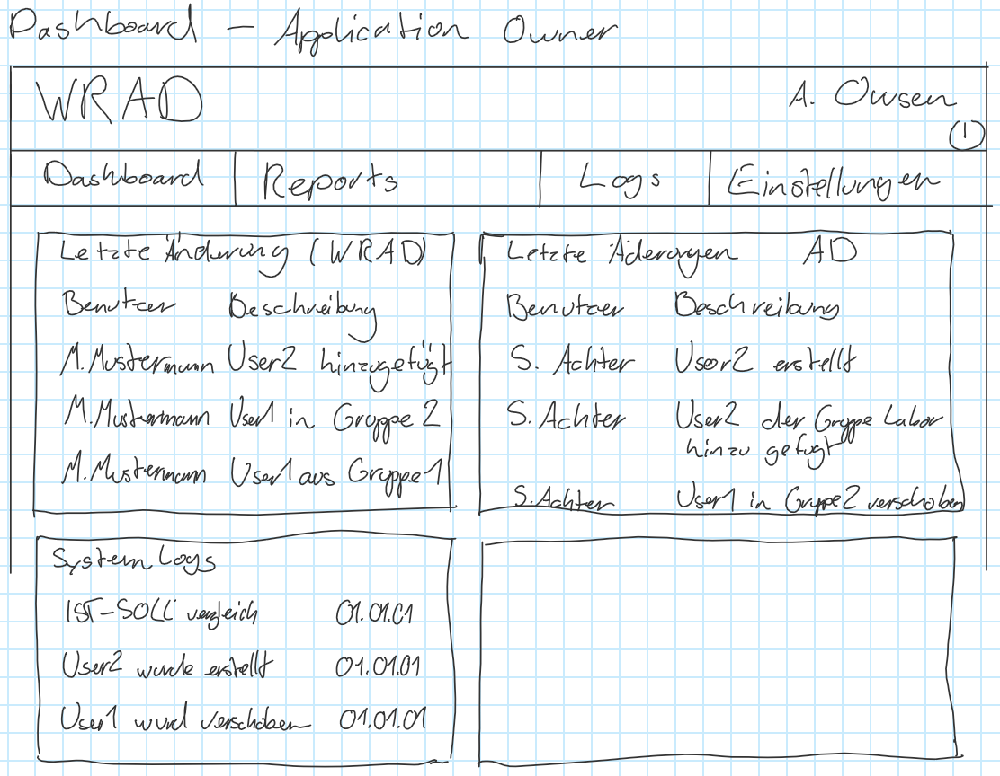 Dashboard – Application Owner
WRAD
A. Owsen
1
Dashboard Reports Logs Einstellungen
Letzte Änderung (WRAD)
Benutzer Beschreibung
M.Mustermann User2 hinzugefügt
M.Mustermann User1 in Gruppe 2
M.Mustermann User1 aus Gruppe1
Letzte Äderungen AD
Benutzer Beschreibung
S. Achter User2 erstellt
S. Achter User2 der Gruppe Labor
hinzu gefügt
S.Achter User1 in Gruppe2 verschoben
System Logs
IST-SOLL vergleich 01.01.01
User2 wurde erstellt 01.01.01
User1 wurd verschoben 01.01.01